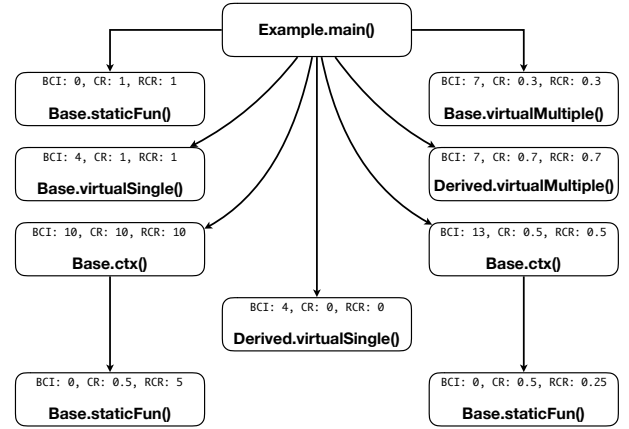 Example.main()
BCI: 0, CR: 1, RCR: 1
Base.staticFun()
BCI: 7, CR: 0.3, RCR: 0.3
Base.virtualMultiple()
BCI: 4, CR: 1, RCR: 1
Base.virtualSingle()
BCI: 7, CR: 0.7, RCR: 0.7
Derived.virtualMultiple()
BCI: 10, CR: 10, RCR: 10
Base.ctx()
BCI: 13, CR: 0.5, RCR: 0.5
Base.ctx()
BCI: 4, CR: 0, RCR: 0
Derived.virtualSingle()
BCI: 0, CR: 0.5, RCR: 5
Base.staticFun()
BCI: 0, CR: 0.5, RCR: 0.25
Base.staticFun()